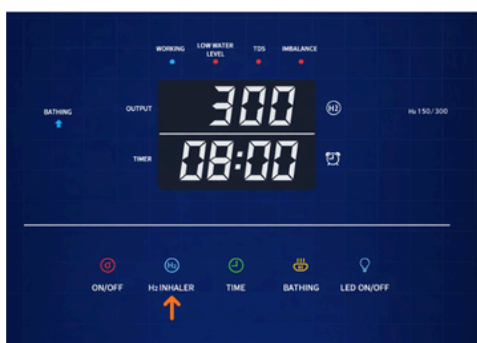 WORKING
LOW WATER
LEVEL
TDS
IMBALANCE
BATHING
OUTPUT
300
H2
H2 150/300
TIMER
08:00
H2
ON/OFF
H2 INHALER
TIME
BATHING
LED ON/OFF